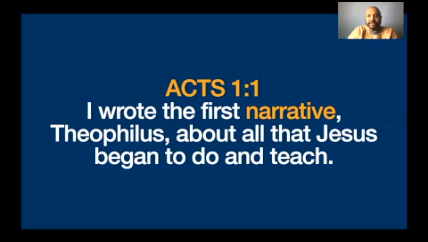 ACTS 1:1
I wrote the first narrative,
Theophilus, about all that Jesus
began to do and teach.